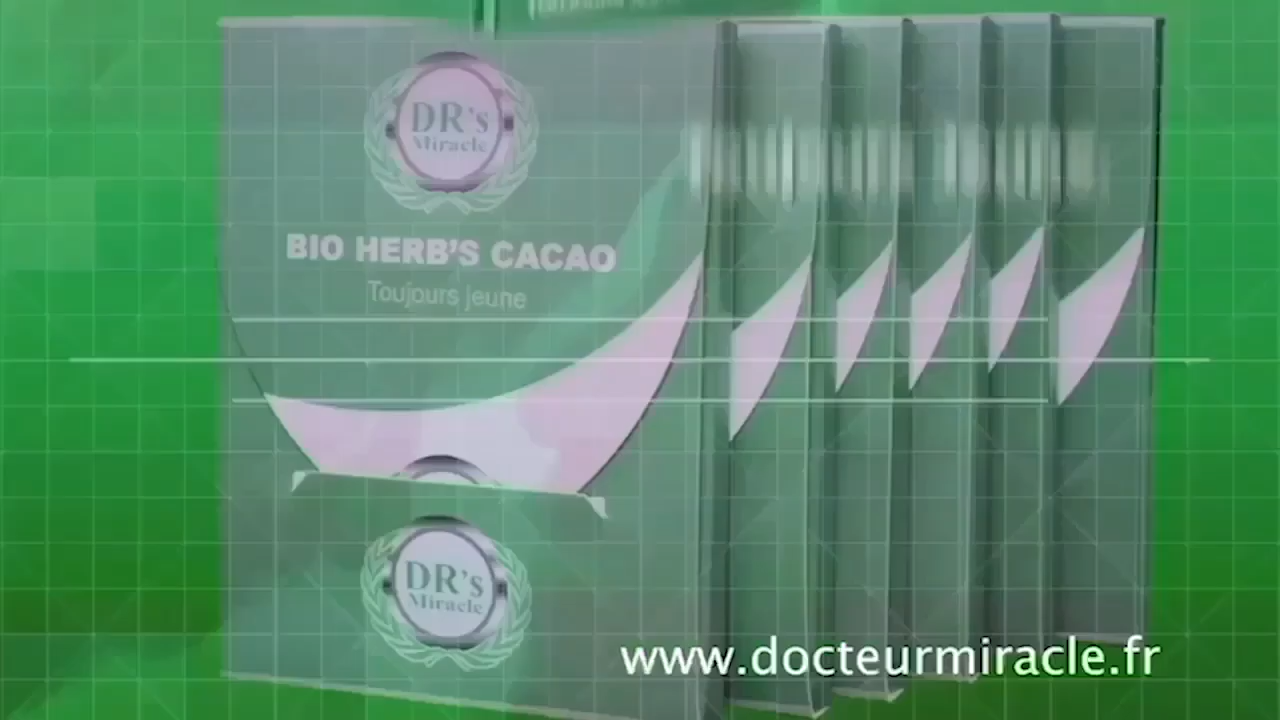 DR's
Miracle
BIO HERB'S CACAO
Toujours jeune
DR's
Miracle
www.docteurmiracle.fr